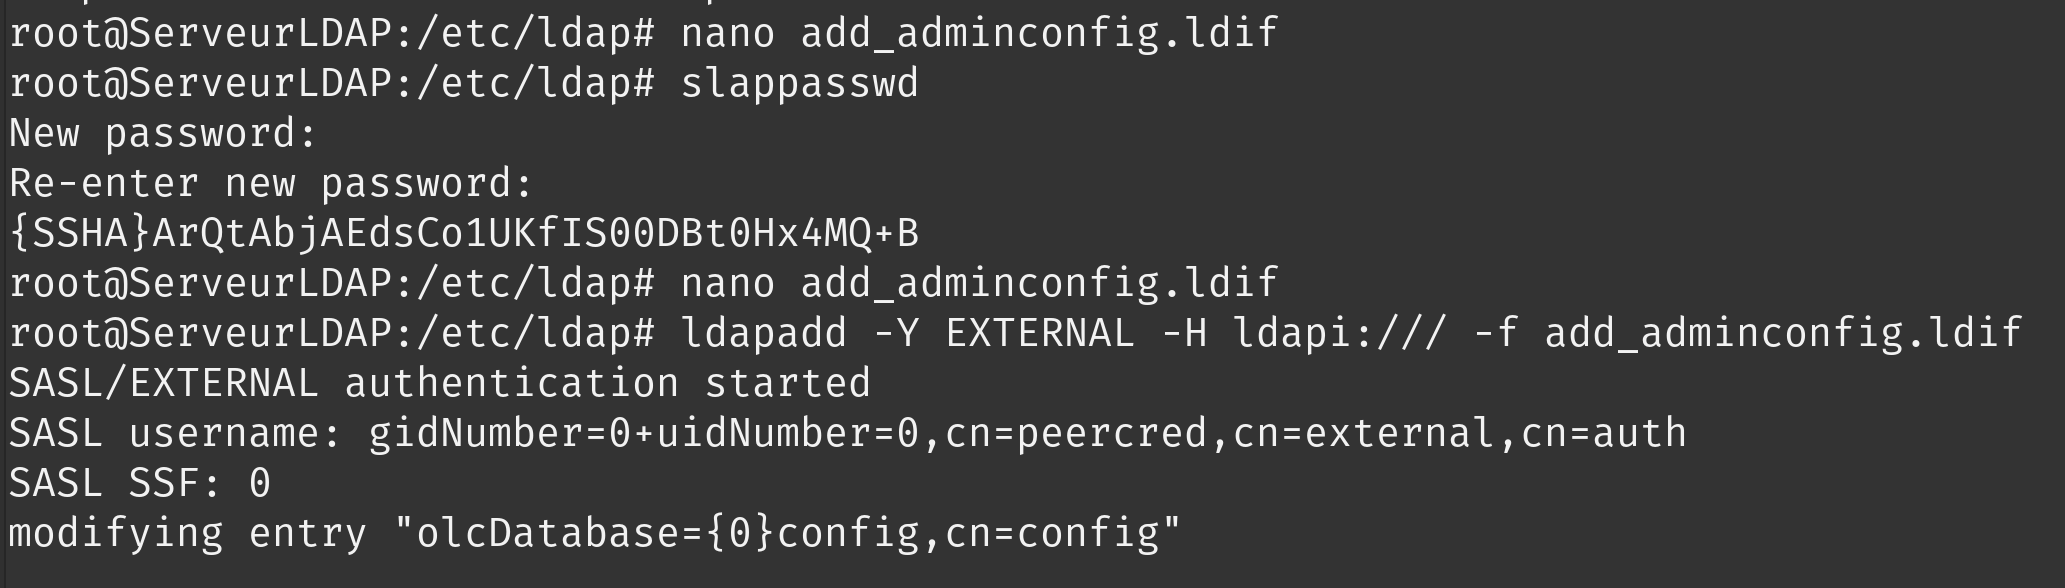 root@ServeurLDAP:/etc/ldap# nano add_adminconfig.ldif
root@ServeurLDAP:/etc/ldap# slappasswd
New password:
Re-enter new password:
{SSHA}ArQtAbjAEdsCo1UKfIS00DBt0Hx4MQ+B
root@ServeurLDAP:/etc/ldap# nano add_adminconfig.ldif
root@ServeurLDAP:/etc/ldap# ldapadd -Y EXTERNAL -H ldapi:/// -f add_adminconfig.ldif
SASL/EXTERNAL authentication started
SASL username: gidNumber=0+uidNumber=0,cn=peercred,cn=external,cn=auth
SASL SSF: 0
modifying entry "olcDatabase={0}config,cn=config"